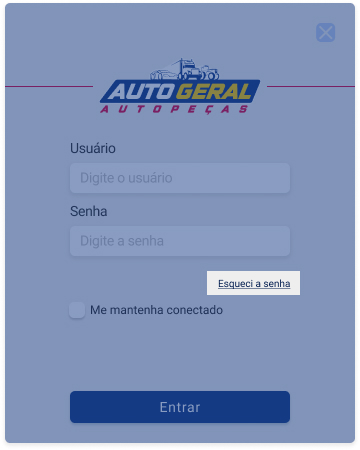 AUTO GERAL
AUTOPEÇAS
Usuário
Digite o usuário
Senha
Digite a senha
Esqueci a senha
Me mantenha conectado
Entrar